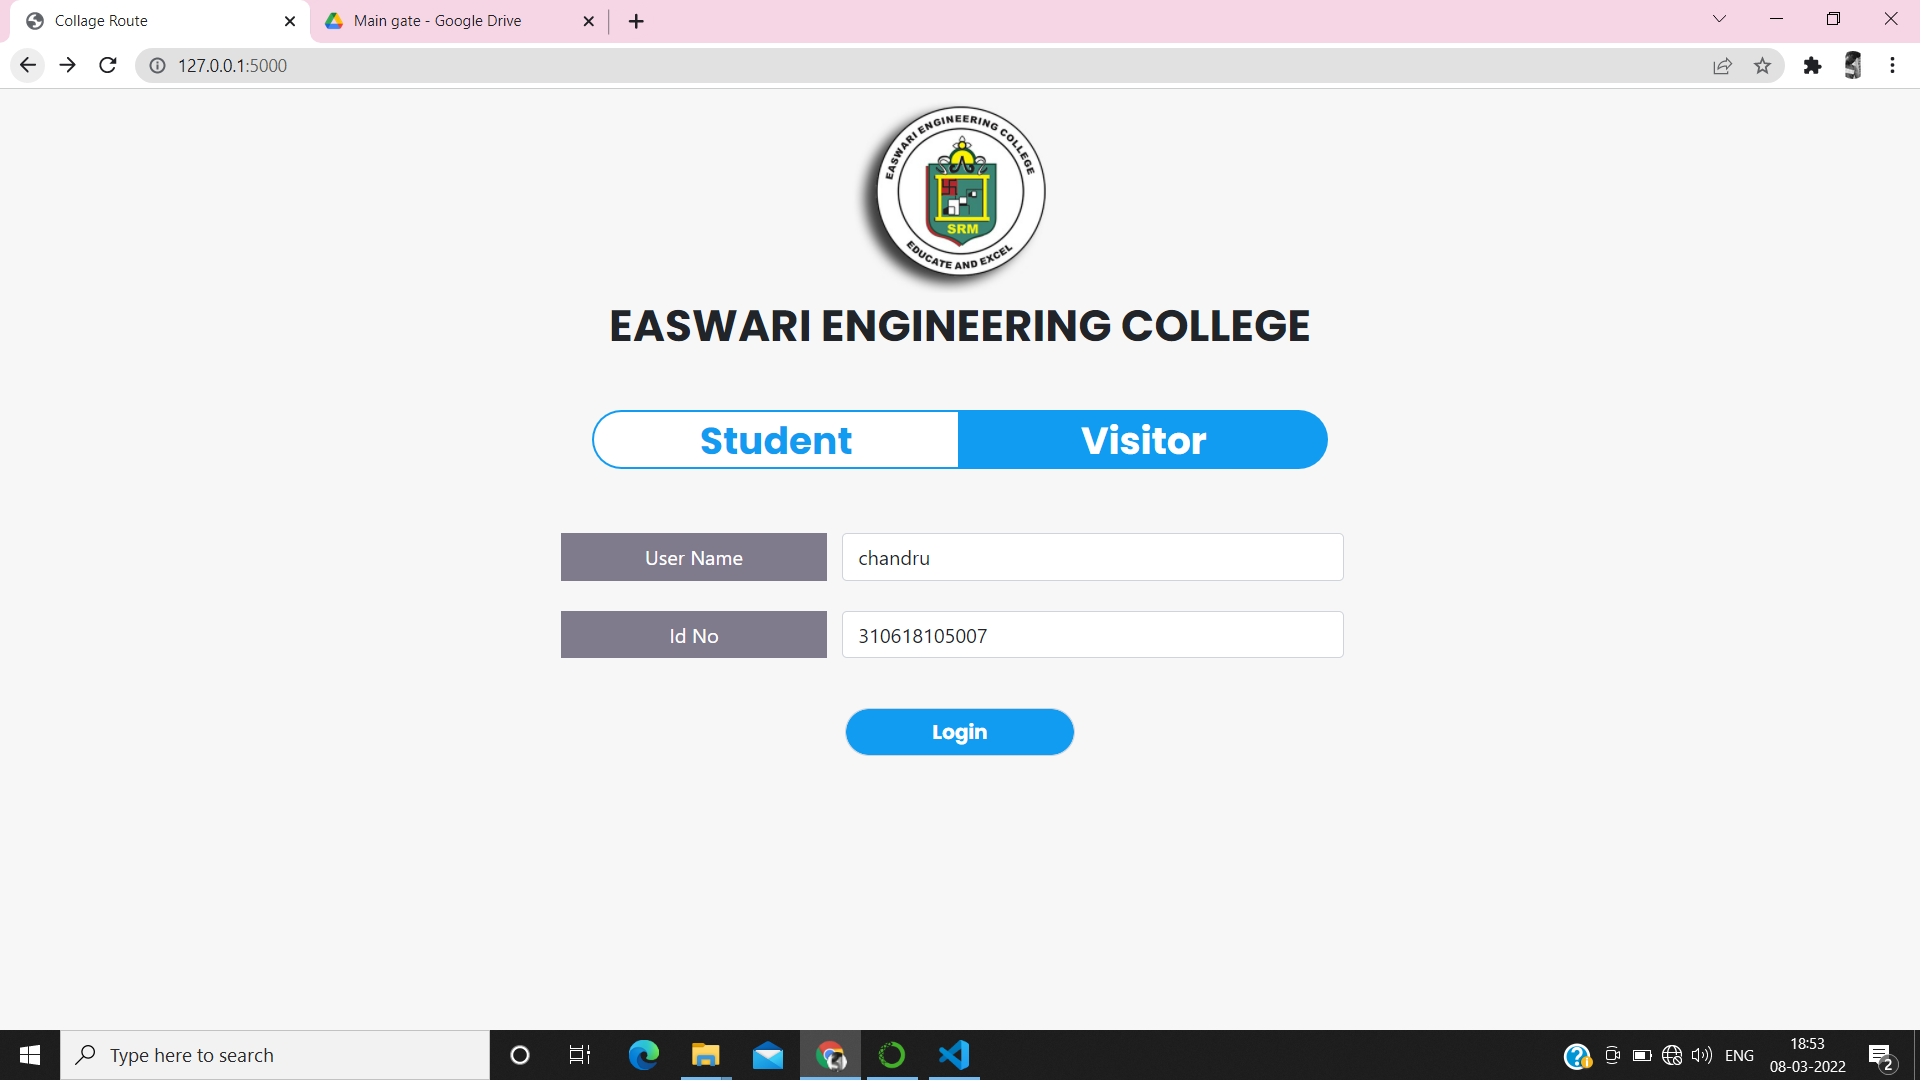 Collage Route
Main gate - Google Drive
127.0.0.1:5000
EASWARI ENGINEERING COLLEGE
SRM
EDUCATE AND EXCEL
EASWARI ENGINEERING COLLEGE
Student
Visitor
User Name
chandru
Id No
310618105007
Login
Type here to search
ENG
18:53
08-03-2022
2